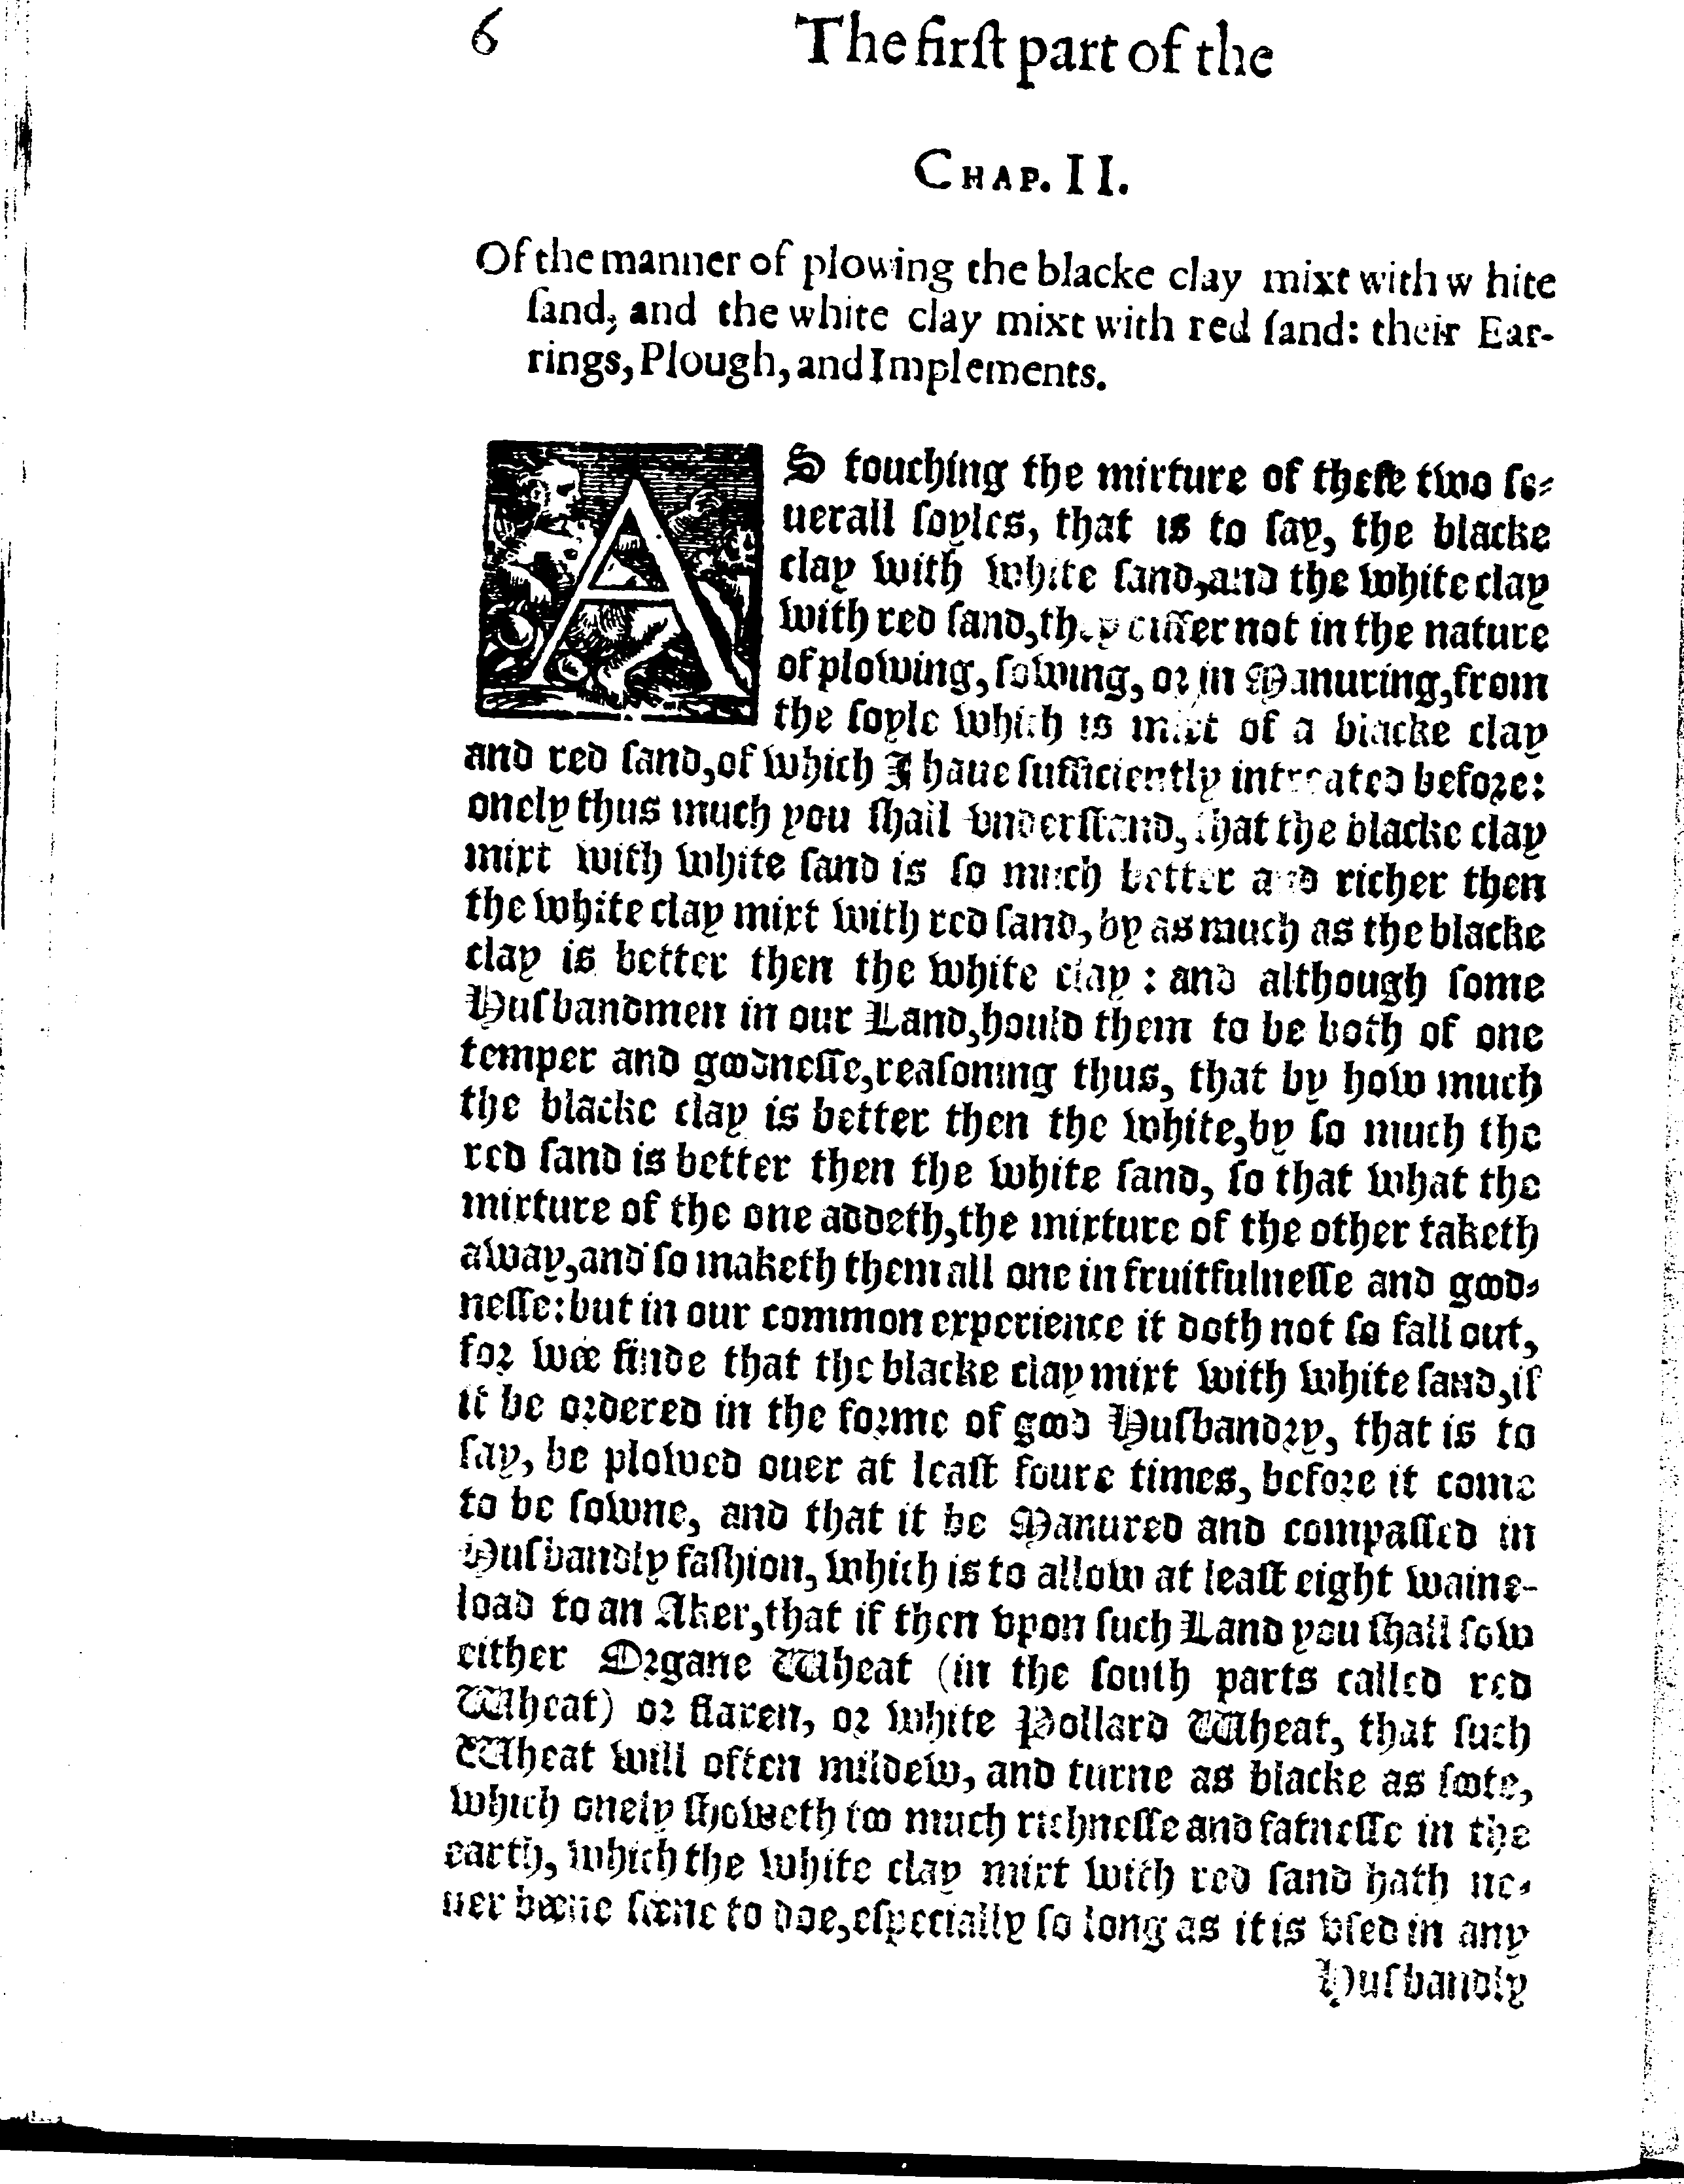 6 The first part of the
CHAP. II.
Of the manner of plowing the blacke clay mixt with w hite
sand, and the white clay mixt with red sand: their Ear-
rings, Plough, and Implements.
AS touching the mixture of these two se-
uerall soyles, that is to say, the blacke
clay with white sand, and the white clay
with red sand, they differ not in the nature
of plowing, sowing, or in Manuring, from
the soyle which is mixt of a blacke clay
and red sand, of which I haue sufficiently intreated before:
onely thus much you shall vnderstand, that the blacke clay
mixt with white sand is so much better and richer then
the white clay mixt with red sand, by as much as the blacke
clay is better then the white clay: and although some
Husbandmen in our Land, hould them to be both of one
temper and goodnesse, reasoning thus, that by how much
the blacke clay is better then the white, by so much the
red sand is better then the white sand, so that what the
mixture of the one addeth, the mixture of the other taketh
away, and so maketh them all one in fruitfulnesse and good-
nesse: but in our common experience it doth not so fall out,
for wee finde that the blacke clay mixt with white sand, if
it be ordered in the forme of good Husbandry, that is to
say, be plowed ouer at least foure times, before it come
to be sowne, and that it be Manured and compassed in
Husbandly fashion, which is to allow at least eight waine-
load to an Aker, that if then vpon such Land you shall sow
either Organe Wheat (in the south parts called red
Wheat) or flaxen, or white Pollard Wheat, that such
Wheat will often mildew, and turne as blacke as soote,
which onely showeth too much richnesse and fatnesse in the
earth, which the white clay mixt with red sand hath ne-
uer beene seene to doe, especially so long as it is vsed in any
Husbandly